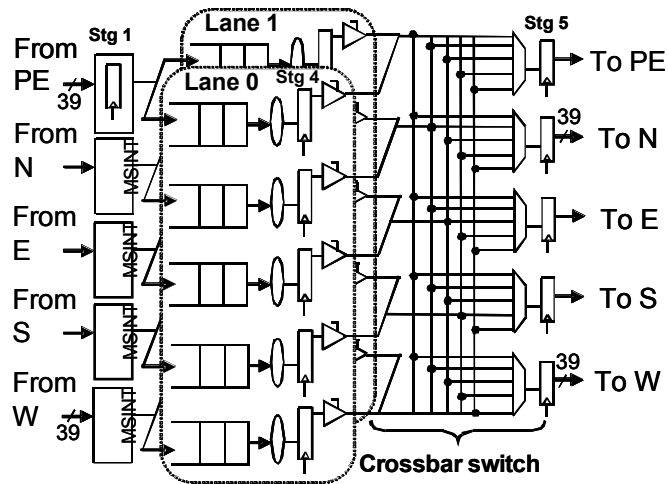 Stg 1
Lane 1
Stg 5
From
PE
39
Lane 0
Stg 4
To PE
From
N
MSINT
39
To N
From
E
MSINT
To E
From
S
MSINT
To S
From
W
39
MSINT
39
To W
Crossbar switch